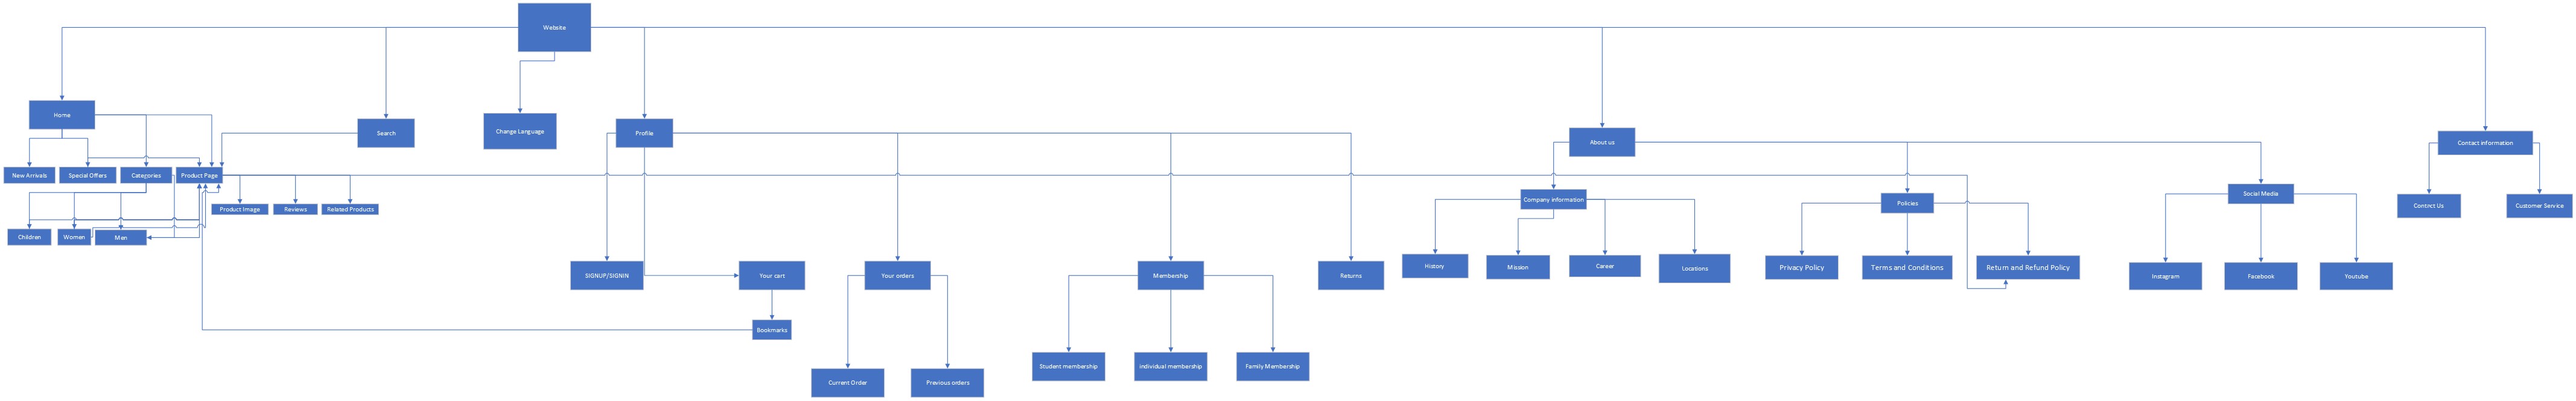 Website
Home
Search
Change Language
Profile
About us
Contact information
New Arrivals
Special Offers
Categories
Product Page
Product Image
Reviews
Related Products
Children
Women
Men
Company information
Policies
Social Media
Contact Us
Customer Service
SIGNUP/SIGNIN
Your cart
Your orders
Membership
Returns
History
Mission
Career
Locations
Privacy Policy
Terms and Conditions
Return and Refund Policy
Instagram
Facebook
Youtube
Bookmarks
Current Order
Previous orders
Student membership
individual membership
Family Membership